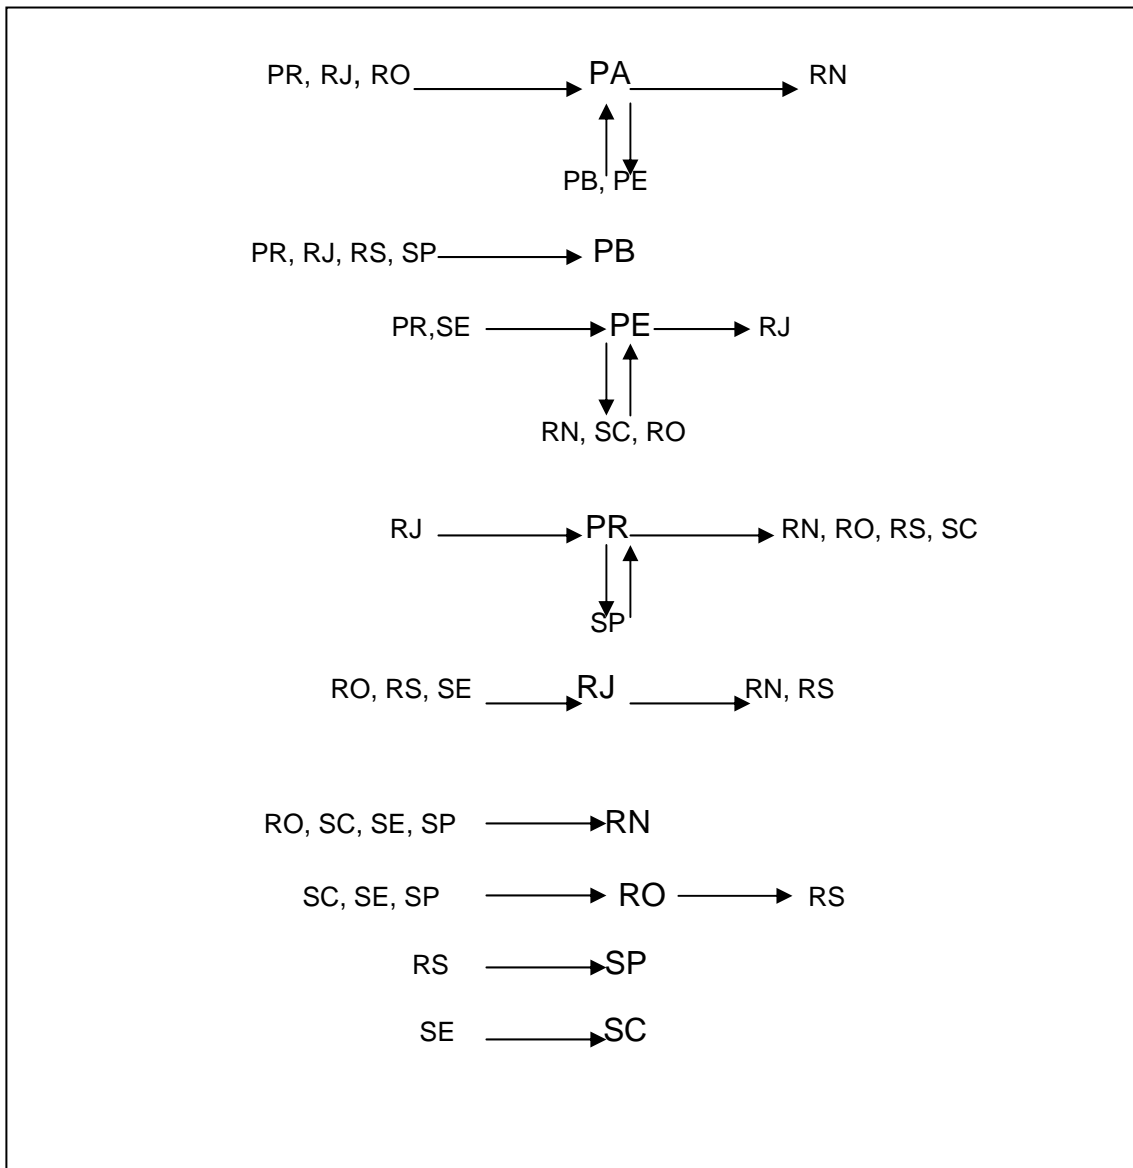 PR, RJ, RO PA RN
PB, PE
PR, RJ, RS, SP PB
PR,SE PE RJ
RN, SC, RO
RJ PR RN, RO, RS, SC
SP
RO, RS, SE RJ RN, RS
RO, SC, SE, SP RN
SC, SE, SP RO RS
RS SP
SE SC